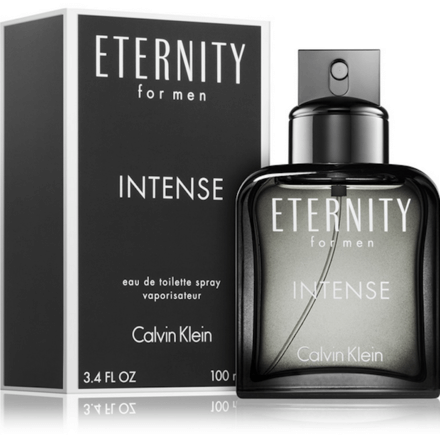 ETERNITY
for men
INTENSE
eau de toilette spray
vaporisateur
Calvin Klein
3.4 FL OZ 100 m
ETERNITY
for men
INTENSE
Calvin Klein